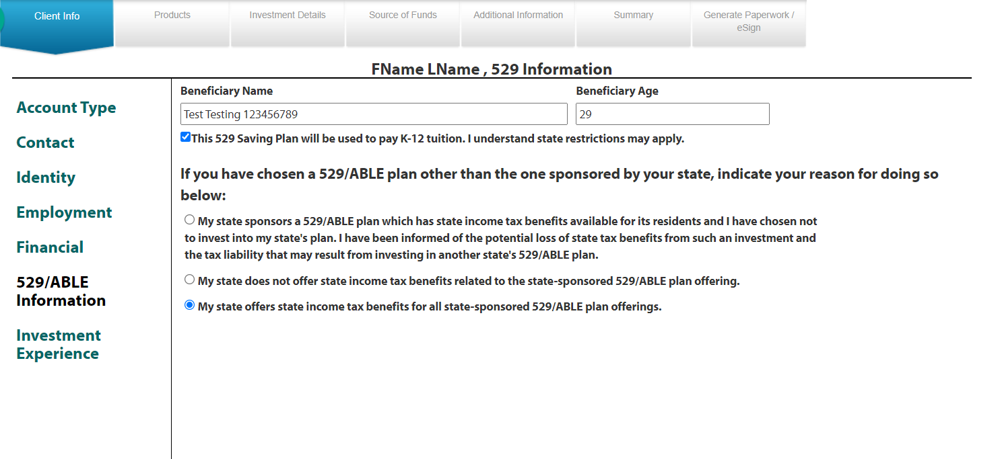 Client Info
Products
Investment Details
Source of Funds
Additional Information
Summary
Generate Paperwork /
eSign
FName LName , 529 Information
Account Type
Contact
Identity
Employment
Financial
529/ABLE
Information
Investment
Experience
Beneficiary Name
Beneficiary Age
Test Testing 123456789
29
This 529 Saving Plan will be used to pay K-12 tuition. I understand state restrictions may apply.
If you have chosen a 529/ABLE plan other than the one sponsored by your state, indicate your reason for doing so
below:
My state sponsors a 529/ABLE plan which has state income tax benefits available for its residents and I have chosen not
to invest into my state's plan. I have been informed of the potential loss of state tax benefits from such an investment and
the tax liability that may result from investing in another state's 529/ABLE plan.
My state does not offer state income tax benefits related to the state-sponsored 529/ABLE plan offering.
My state offers state income tax benefits for all state-sponsored 529/ABLE plan offerings.